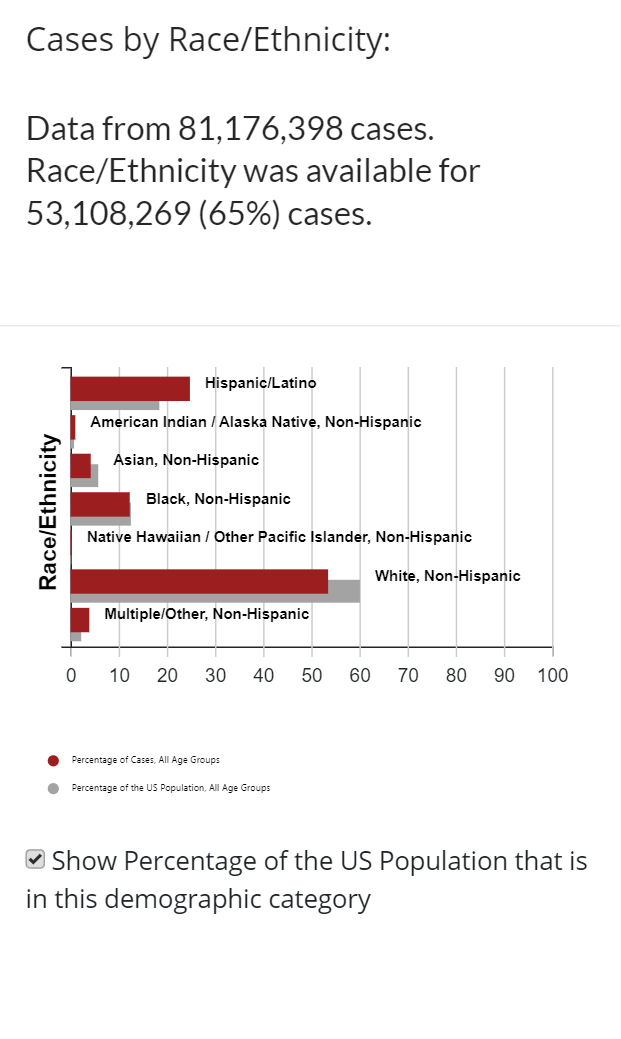 Cases by Race/Ethnicity:
Data from 81,176,398 cases.
Race/Ethnicity was available for
53,108,269 (65%) cases.
Race/Ethnicity
Hispanic/Latino
American Indian / Alaska Native, Non-Hispanic
Asian, Non-Hispanic
Black, Non-Hispanic
Native Hawaiian / Other Pacific Islander, Non-Hispanic
White, Non-Hispanic
Multiple/Other, Non-Hispanic
0 10 20 30 40 50 60 70 80 90 100
Percentage of Cases, All Age Groups
Percentage of the US Population, All Age Groups
Show Percentage of the US Population that is
in this demographic category